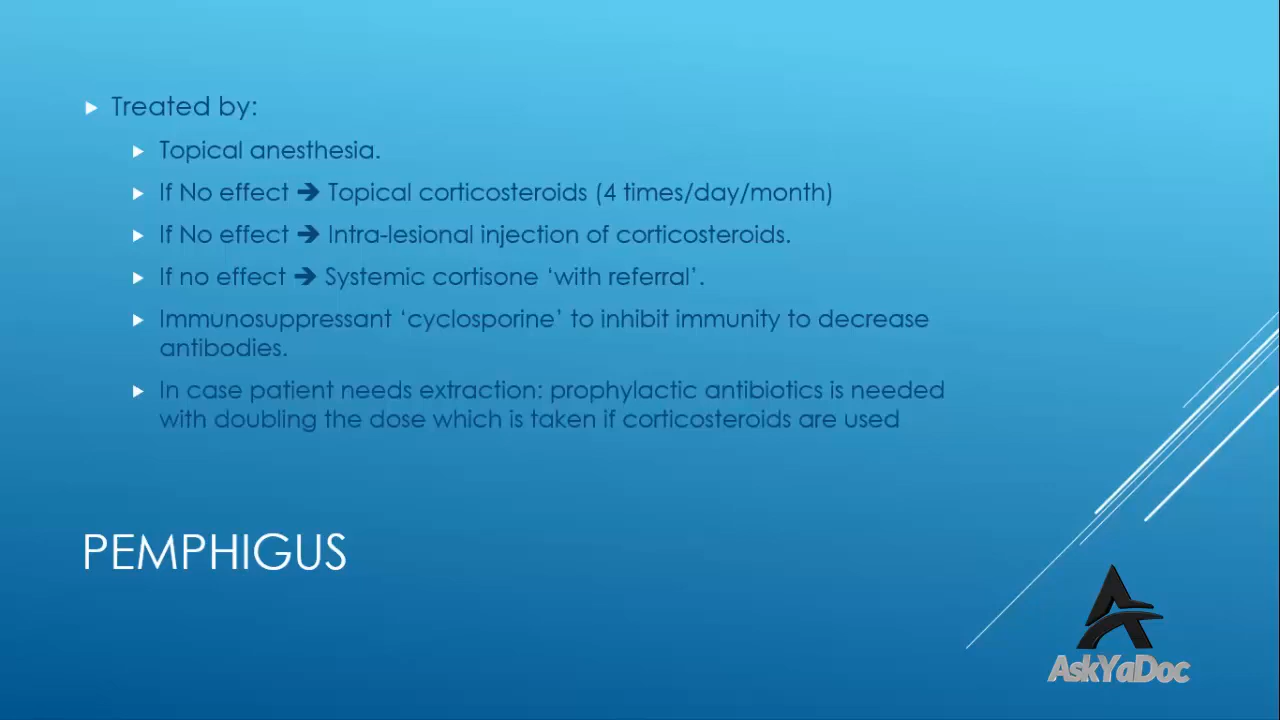 Treated by:
Topical anesthesia.
If No effect ➔ Topical corticosteroids (4 times/day/month)
If No effect ➔ Intra-lesional injection of corticosteroids.
If no effect ➔ Systemic cortisone ‘with referral’.
Immunosuppressant ‘cyclosporine’ to inhibit immunity to decrease
antibodies.
In case patient needs extraction: prophylactic antibiotics is needed
with doubling the dose which is taken if corticosteroids are used
PEMPHIGUS
AskYaDoc